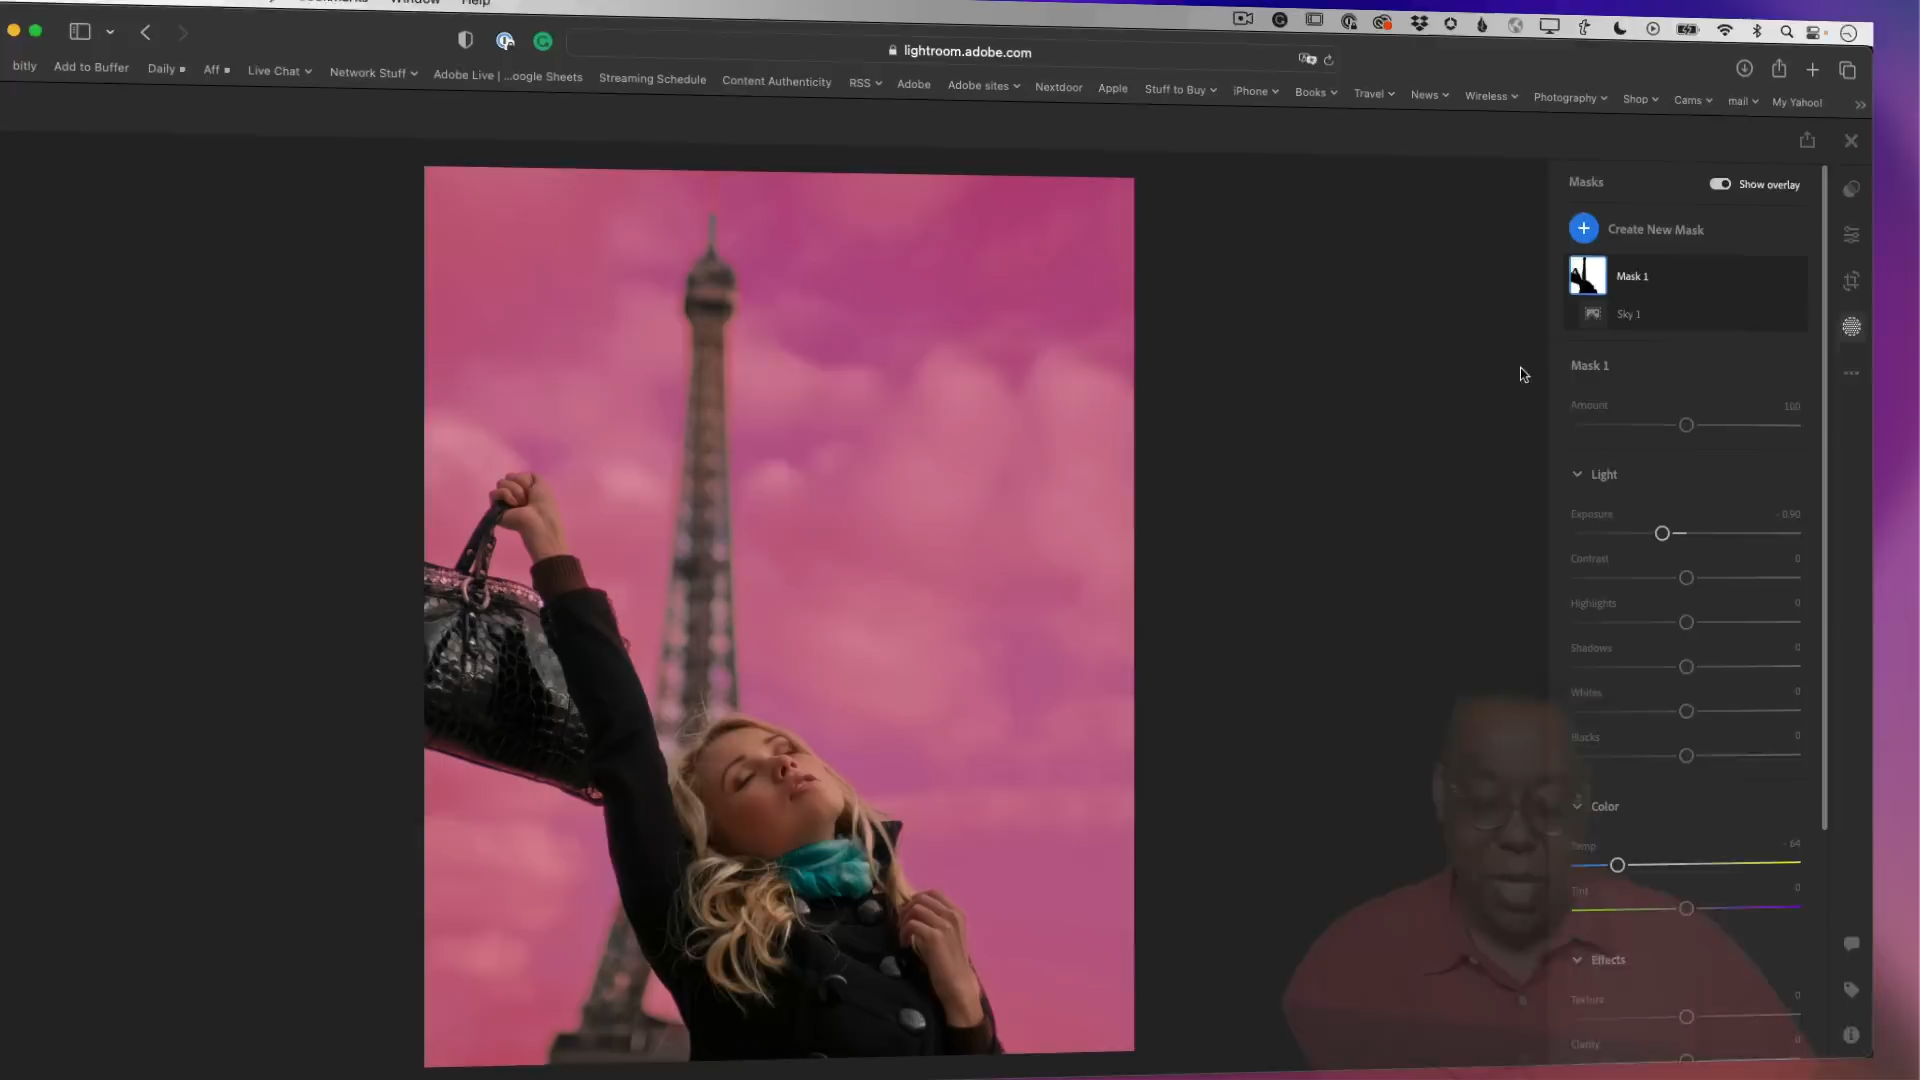 Window
Help
lightroom.adobe.com
bitly
Add to Buffer
Daily
Aff
Live Chat
Network Stuff
Adobe Live | ...oogle Sheets
Streaming Schedule
Content Authenticity
RSS
Adobe
Adobe sites
Nextdoor
Apple
Stuff to Buy
iPhone
Books
Travel
News
Wireless
Photography
Shop
Cams
mail
My Yahoo!
Masks
Show overlay
Create New Mask
Mask 1
Sky 1
Mask 1
Amount 100
Light
Exposure - 0.90
Contrast 0
Highlights 0
Shadows 0
Whites 0
Blacks 0
Color
Temp - 64
Tint 0
Effects
Texture 0
Clarity 0